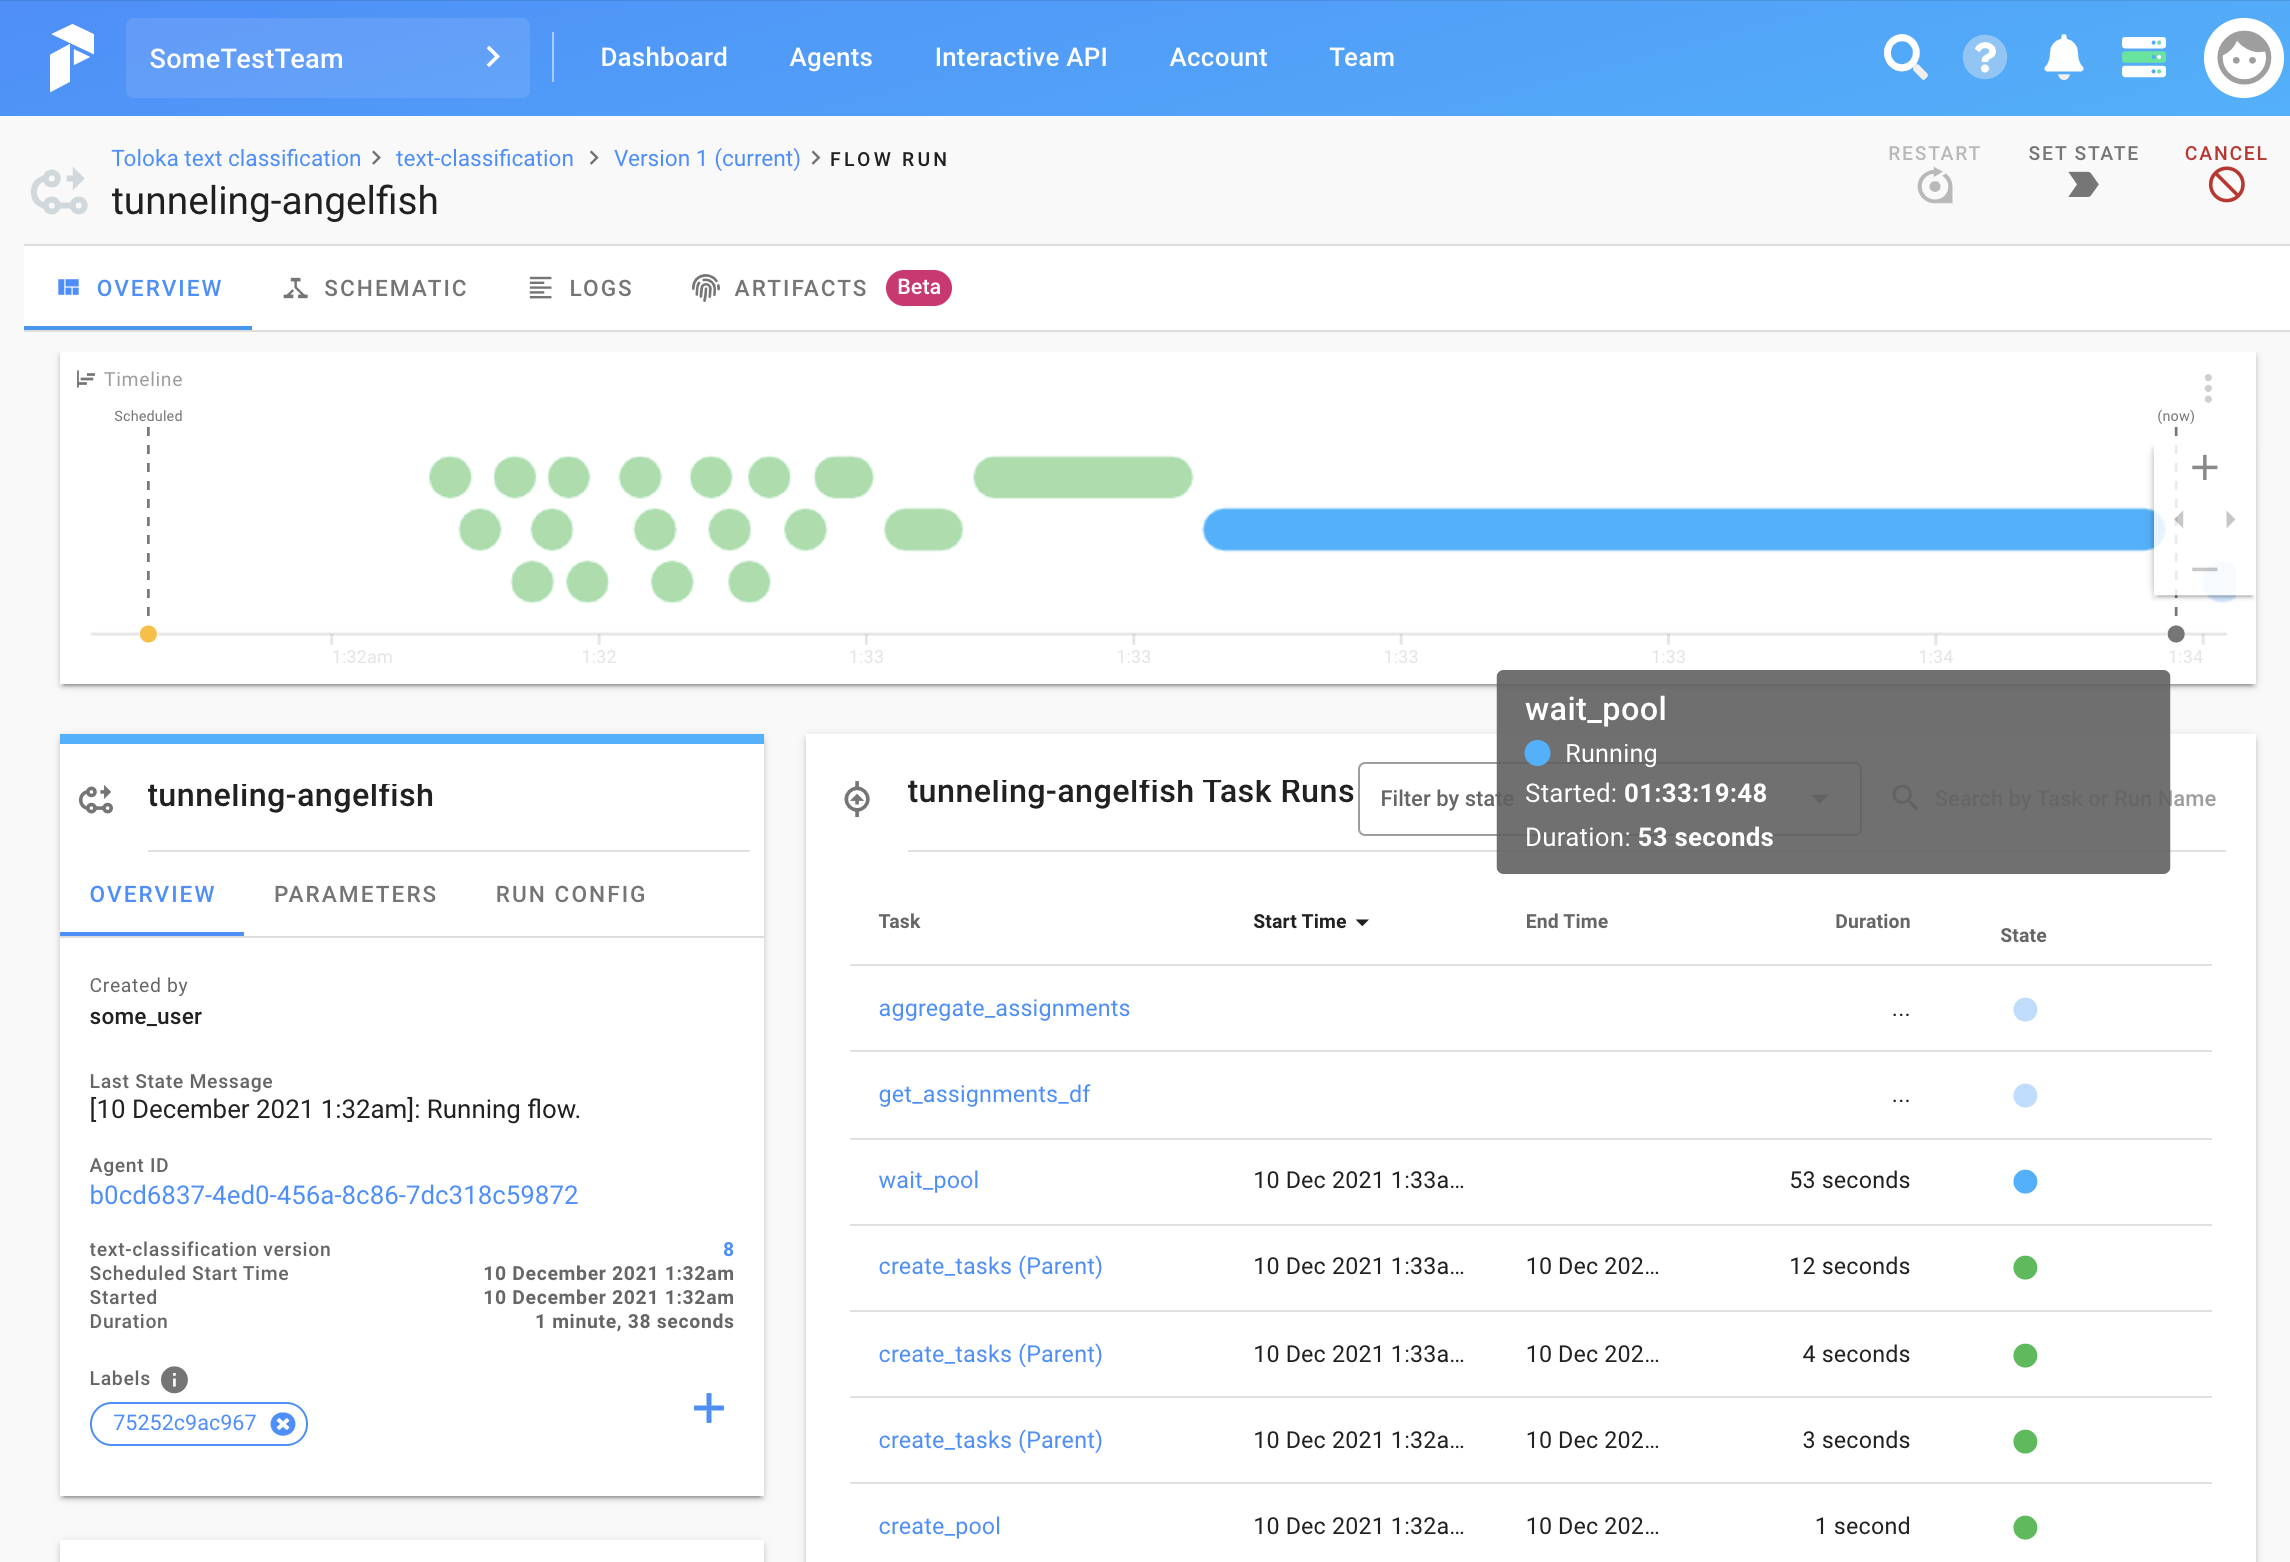 SomeTestTeam
Dashboard Agents Interactive API Account Team
Toloka text classification > text-classification > Version 1 (current) > FLOW RUN
tunneling-angelfish
RESTART SET STATE CANCEL
OVERVIEW SCHEMATIC LOGS ARTIFACTS Beta
Timeline
Scheduled (now)
1:32am 1:32 1:33 1:33 1:33 1:33 1:34 1:34
wait_pool
Running
Started: 01:33:19:48
Duration: 53 seconds
tunneling-angelfish
OVERVIEW PARAMETERS RUN CONFIG
Created by
some_user
Last State Message
[10 December 2021 1:32am]: Running flow.
Agent ID
b0cd6837-4ed0-456a-8c86-7dc318c59872
text-classification version 8
Scheduled Start Time 10 December 2021 1:32am
Started 10 December 2021 1:32am
Duration 1 minute, 38 seconds
Labels
75252c9ac967
tunneling-angelfish Task Runs Filter by state Search by Task or Run Name
Task Start Time End Time Duration State
aggregate_assignments ...
get_assignments_df ...
wait_pool 10 Dec 2021 1:33a... 53 seconds
create_tasks (Parent) 10 Dec 2021 1:33a... 10 Dec 202... 12 seconds
create_tasks (Parent) 10 Dec 2021 1:33a... 10 Dec 202... 4 seconds
create_tasks (Parent) 10 Dec 2021 1:32a... 10 Dec 202... 3 seconds
create_pool 10 Dec 2021 1:32a... 10 Dec 202... 1 second